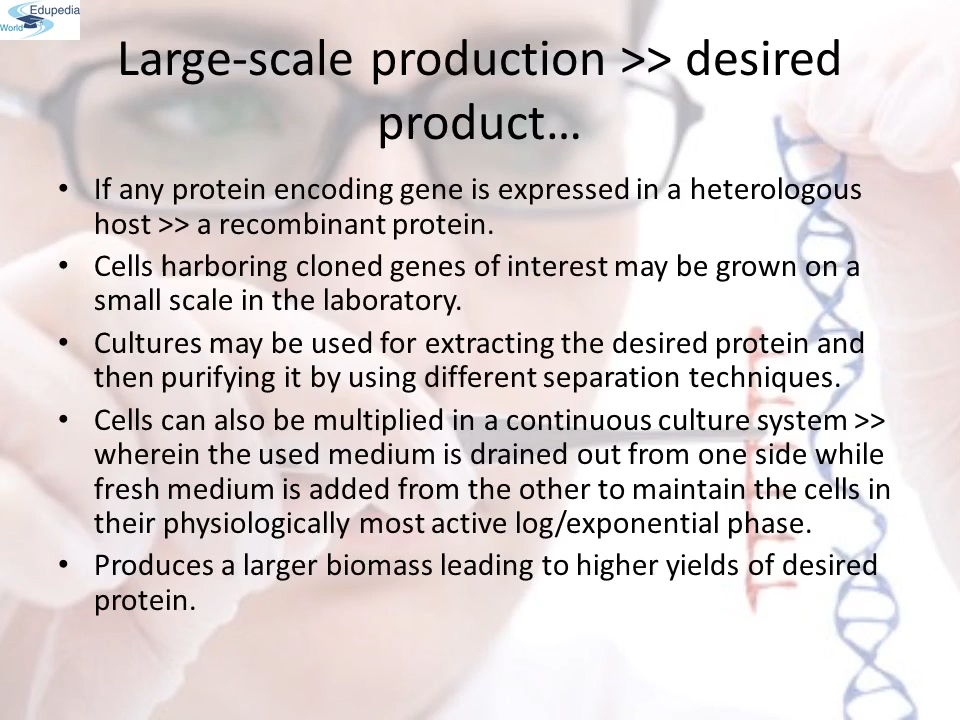 Edupedia
World
Large-scale production >> desired
product…
• If any protein encoding gene is expressed in a heterologous
host >> a recombinant protein.
• Cells harboring cloned genes of interest may be grown on a
small scale in the laboratory.
• Cultures may be used for extracting the desired protein and
then purifying it by using different separation techniques.
• Cells can also be multiplied in a continuous culture system >>
wherein the used medium is drained out from one side while
fresh medium is added from the other to maintain the cells in
their physiologically most active log/exponential phase.
• Produces a larger biomass leading to higher yields of desired
protein.